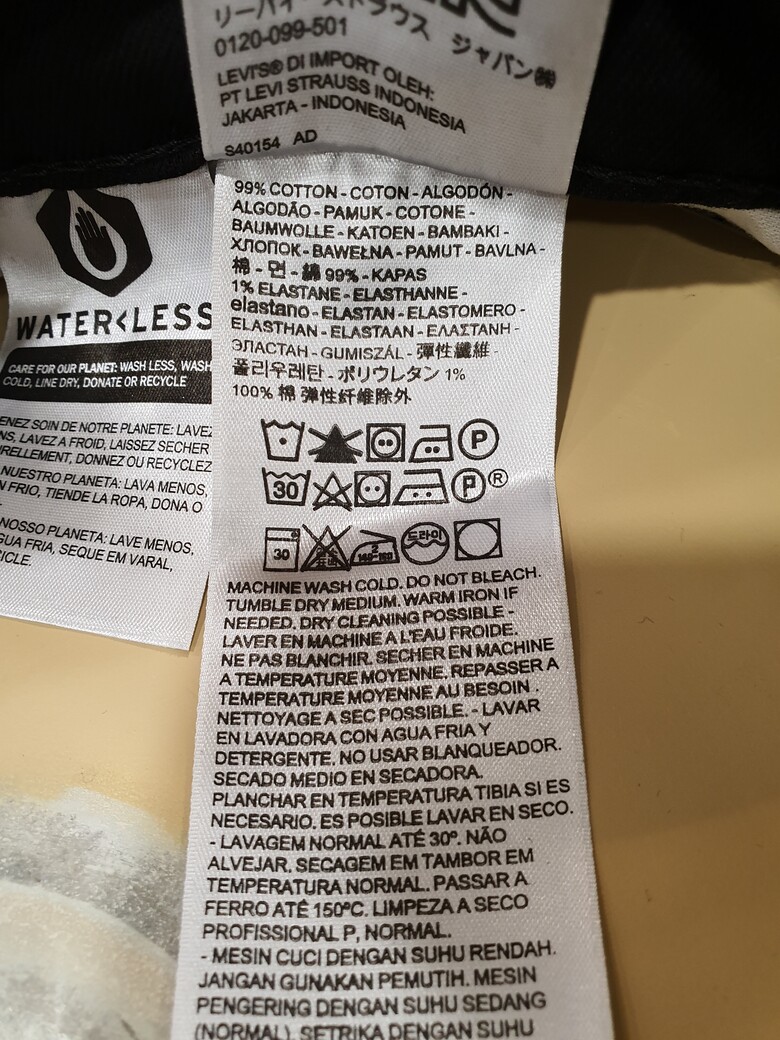 リーバイ・ストラウス ジャパン㈱
0120-099-501
LEVI'S® DI IMPORT OLEH:
PT LEVI STRAUSS INDONESIA
JAKARTA - INDONESIA
S40154 AD
99% COTTON - COTON - ALGODÓN -
ALGODÃO - PAMUK - COTONE -
BAUMWOLLE - KATOEN - BAMBAKI -
ХЛОПОК - BAWEŁNA - PAMUT - BAVLNA -
棉 - 면 - 綿 99% - KAPAS
1% ELASTANE - ELASTHANNE -
elastano - ELASTAN - ELASTOMERO -
ELASTHAN - ELASTAAN - ΕΛΑΣΤΑΝΗ -
ЭЛАСТАН - GUMISZÁL - 彈性纖維 -
폴리우레탄 - ポリウレタン 1%
100% 棉 弹性纤维除外
P
30 P ®
30 2 140-160 드라이
MACHINE WASH COLD. DO NOT BLEACH.
TUMBLE DRY MEDIUM. WARM IRON IF
NEEDED. DRY CLEANING POSSIBLE -
LAVER EN MACHINE A L'EAU FROIDE.
NE PAS BLANCHIR. SECHER EN MACHINE
A TEMPERATURE MOYENNE. REPASSER A
TEMPERATURE MOYENNE AU BESOIN .
NETTOYAGE A SEC POSSIBLE. - LAVAR
EN LAVADORA CON AGUA FRIA Y
DETERGENTE. NO USAR BLANQUEADOR.
SECADO MEDIO EN SECADORA.
PLANCHAR EN TEMPERATURA TIBIA SI ES
NECESARIO. ES POSIBLE LAVAR EN SECO.
- LAVAGEM NORMAL ATÉ 30º. NÃO
ALVEJAR. SECAGEM EM TAMBOR EM
TEMPERATURA NORMAL. PASSAR A
FERRO ATÉ 150ºC. LIMPEZA A SECO
PROFISSIONAL P, NORMAL.
- MESIN CUCI DENGAN SUHU RENDAH.
JANGAN GUNAKAN PEMUTIH. MESIN
PENGERING DENGAN SUHU SEDANG
(NORMAL). SETRIKA DENGAN SUHU
WATER<LESS
CARE FOR OUR PLANET: WASH LESS, WASH
COLD, LINE DRY, DONATE OR RECYCLE
ENEZ SOIN DE NOTRE PLANETE: LAVEZ
NS, LAVEZ A FROID, LAISSEZ SECHER
RELLEMENT, DONNEZ OU RECYCLEZ
NUESTRO PLANETA: LAVA MENOS,
N FRIO, TIENDE LA ROPA, DONA O
NOSSO PLANETA: LAVE MENOS,
GUA FRIA, SEQUE EM VARAL,
ICLE.